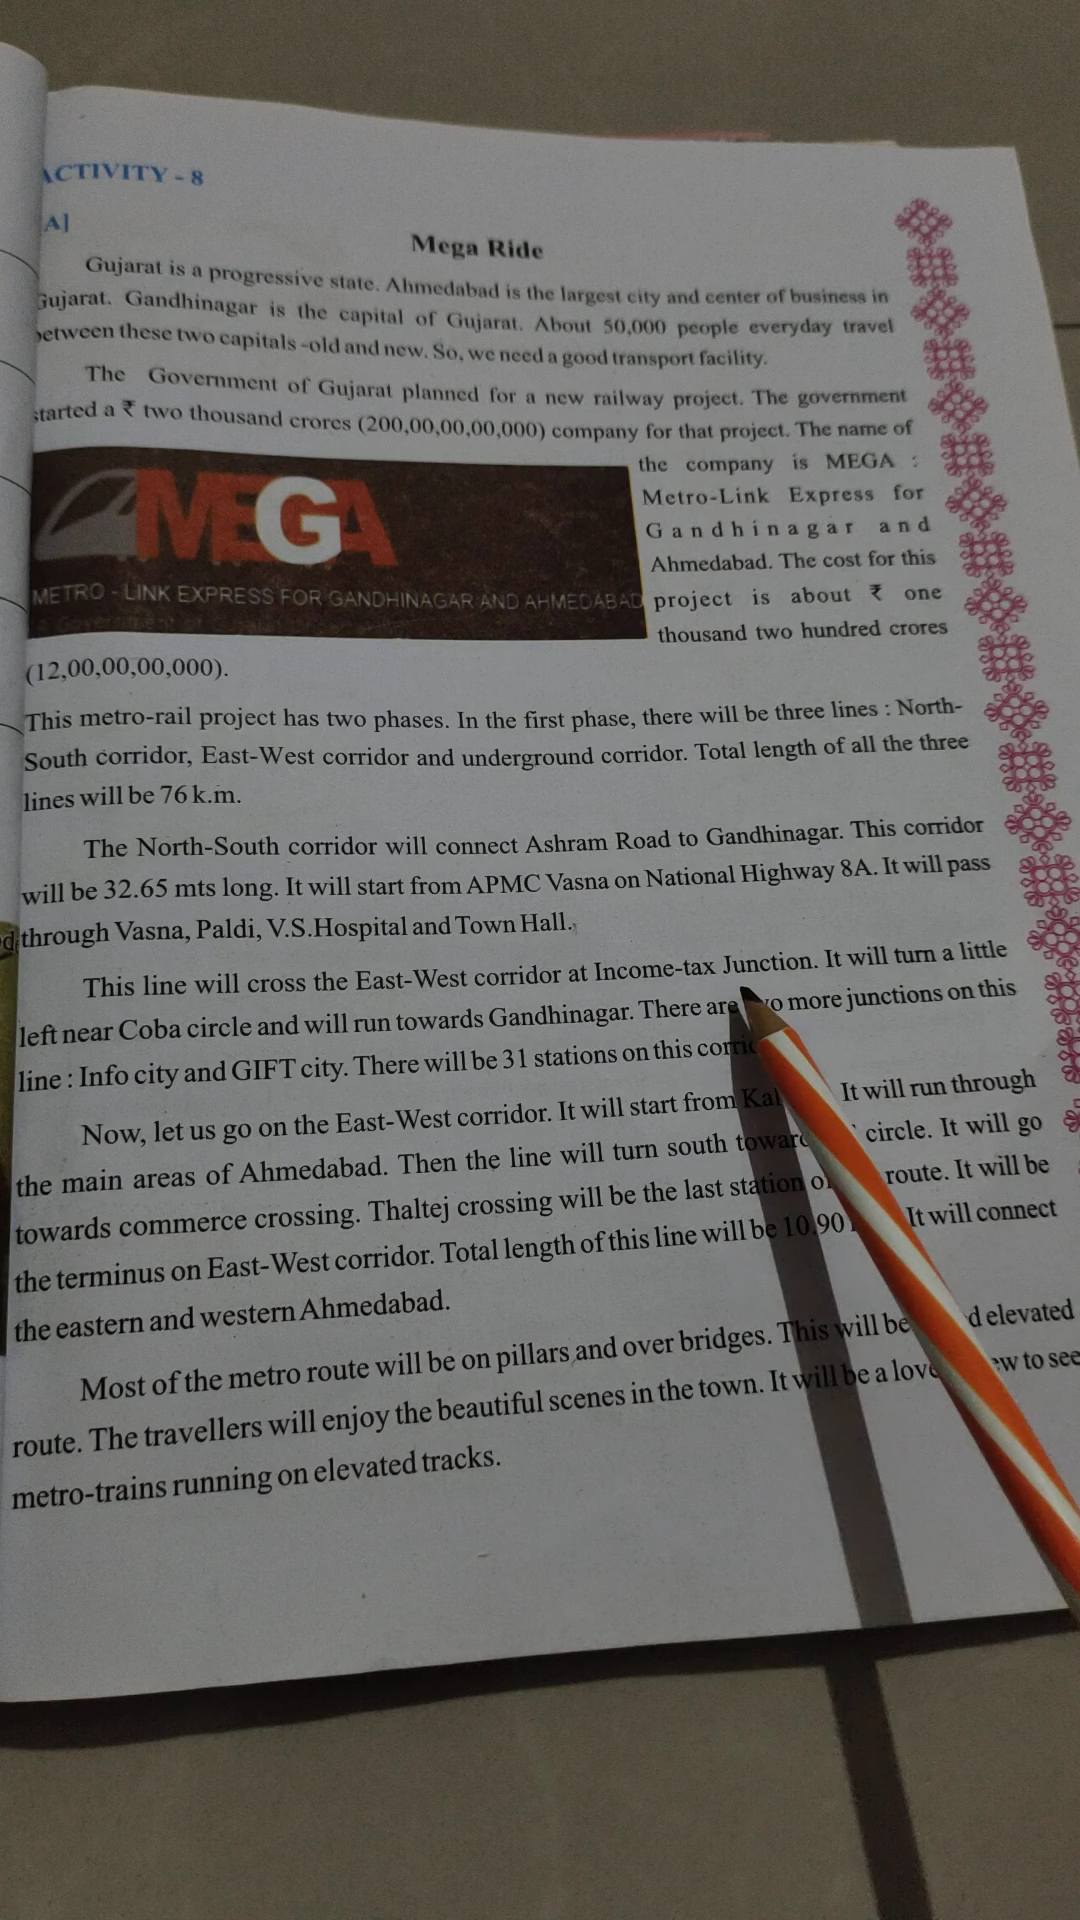 ACTIVITY - 8
A]
Mega Ride
Gujarat is a progressive state. Ahmedabad is the largest city and center of business in
Gujarat. Gandhinagar is the capital of Gujarat. About 50,000 people everyday travel
between these two capitals -old and new. So, we need a good transport facility.
The Government of Gujarat planned for a new railway project. The government
started a ₹ two thousand crores (200,00,00,00,000) company for that project. The name of
the company is MEGA :
Metro-Link Express for
Gandhinagar and
Ahmedabad. The cost for this
project is about ₹ one
thousand two hundred crores
MEGA
METRO - LINK EXPRESS FOR GANDHINAGAR AND AHMEDABAD
(12,00,00,00,000).
This metro-rail project has two phases. In the first phase, there will be three lines : North-
South corridor, East-West corridor and underground corridor. Total length of all the three
lines will be 76 k.m.
The North-South corridor will connect Ashram Road to Gandhinagar. This corridor
will be 32.65 mts long. It will start from APMC Vasna on National Highway 8A. It will pass
through Vasna, Paldi, V.S.Hospital and Town Hall.
This line will cross the East-West corridor at Income-tax Junction. It will turn a little
left near Coba circle and will run towards Gandhinagar. There are more junctions on this
line : Info city and GIFT city. There will be 31 stations on this
Now, let us go on the East-West corridor. It will start from It will run through
the main areas of Ahmedabad. Then the line will turn south circle. It will go
towards commerce crossing. Thaltej crossing will be the last station route. It will be
the terminus on East-West corridor. Total length of this line will be 10.90 It will connect
the eastern and western Ahmedabad.
Most of the metro route will be on pillars and over bridges. This will be elevated
route. The travellers will enjoy the beautiful scenes in the town. It will be a to see
metro-trains running on elevated tracks.